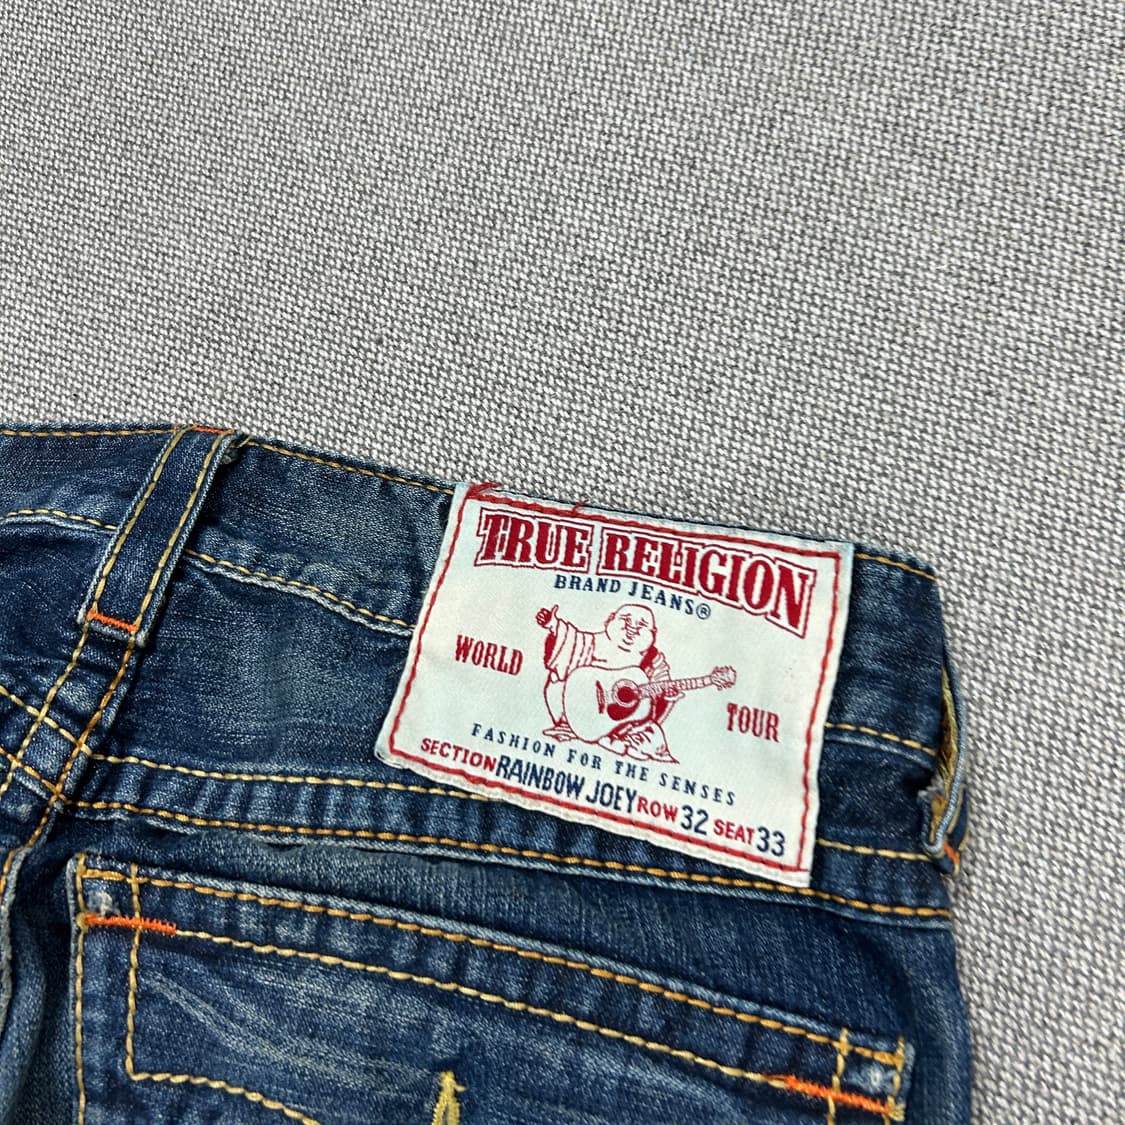 TRUE RELIGION
BRAND JEANS®
WORLD TOUR
FASHION FOR THE SENSES
SECTION RAINBOW JOEY ROW 32 SEAT 33